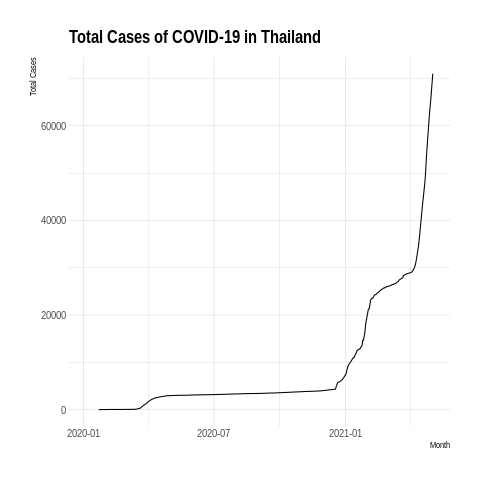 Total Cases of COVID-19 in Thailand
Total Cases
60000
40000
20000
0
2020-01
2020-07
2021-01
Month